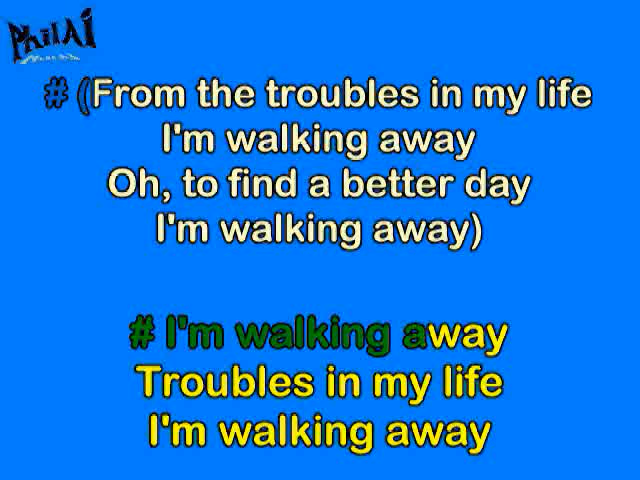 PhilAi
# (From the troubles in my life
I'm walking away
Oh, to find a better day
I'm walking away)
# I'm walking away
Troubles in my life
I'm walking away